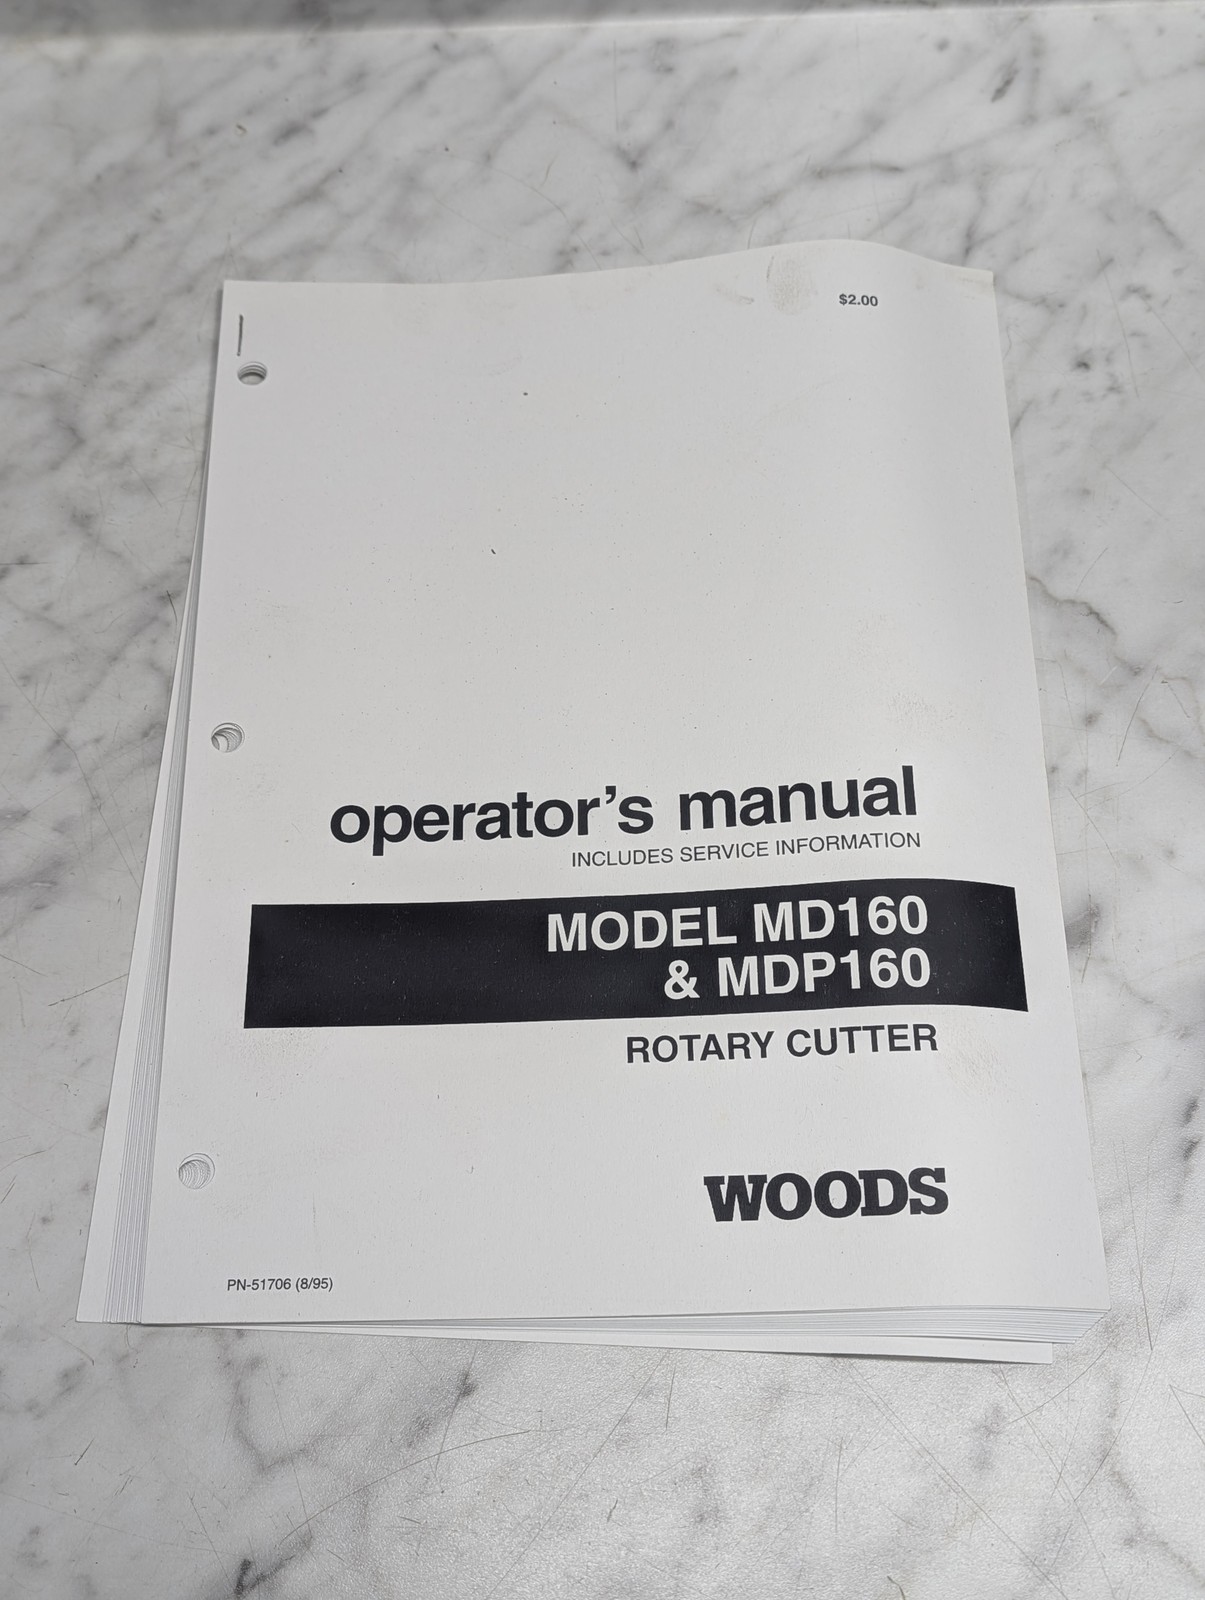 $2.00
operator's manual
INCLUDES SERVICE INFORMATION
MODEL MD160
& MDP160
ROTARY CUTTER
WOODS
PN-51706 (8/95)